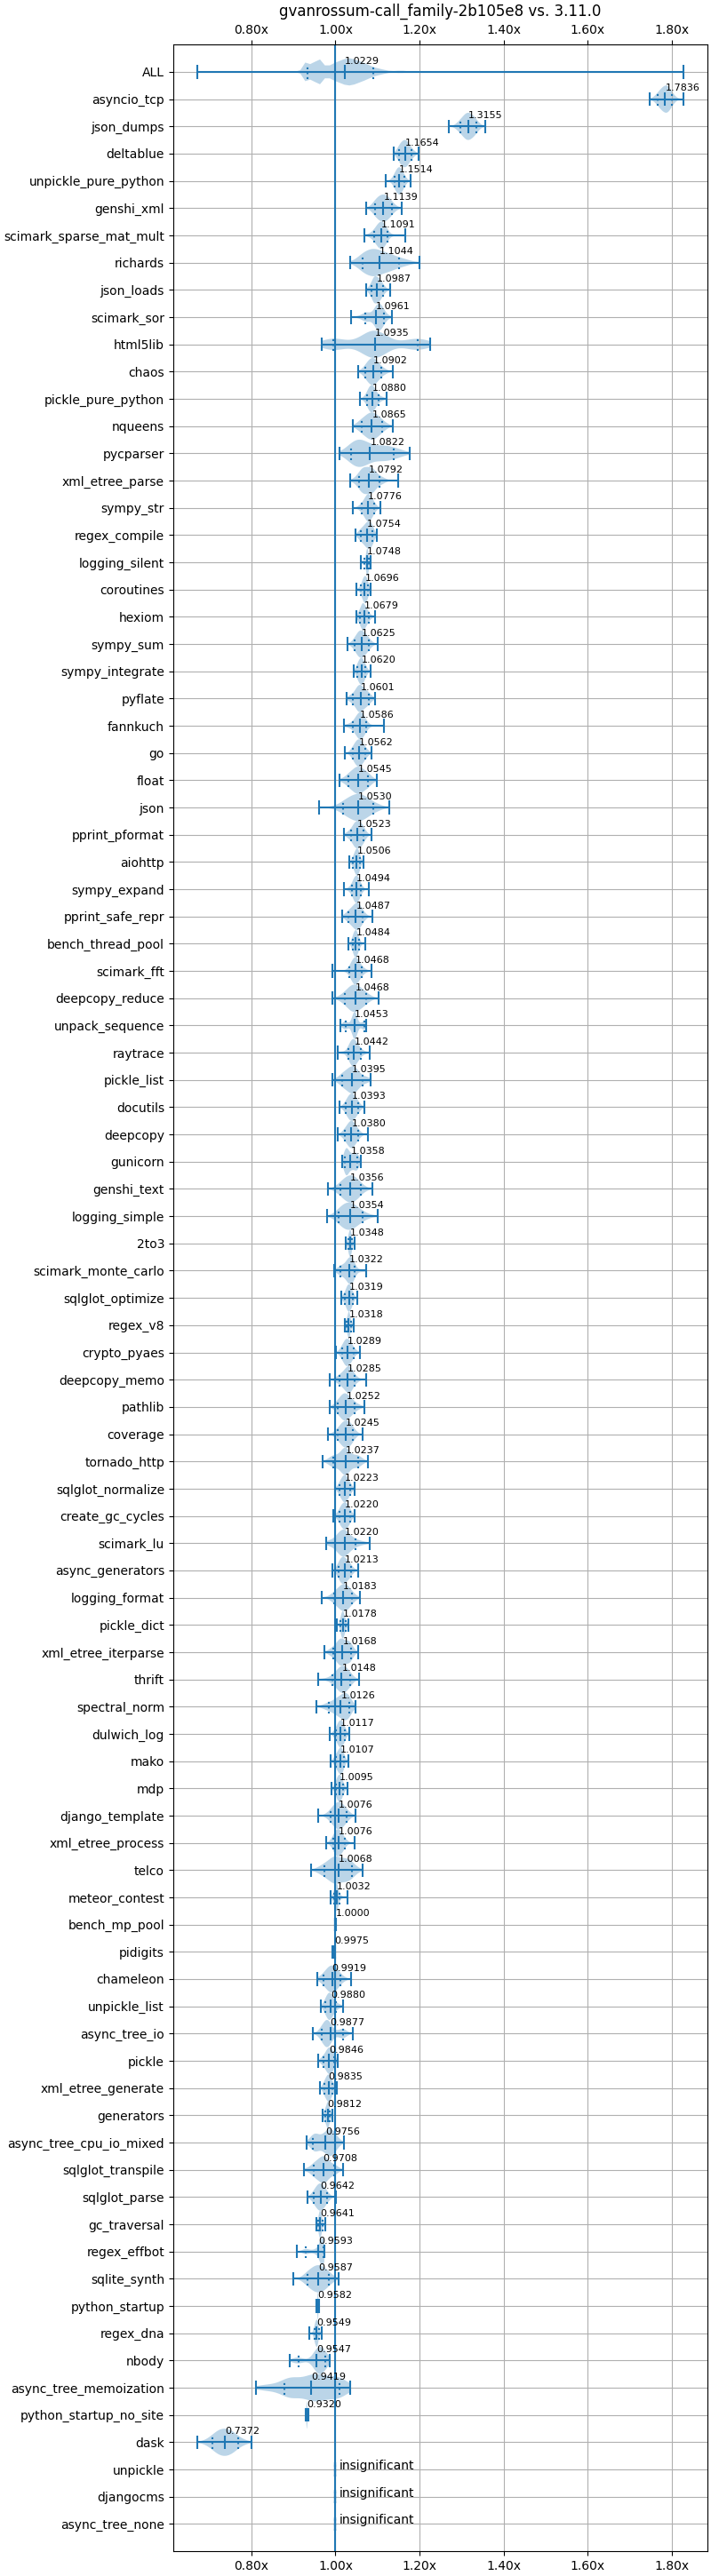 gvanrossum-call_family-2b105e8 vs. 3.11.0
0.80x 1.00x 1.20x 1.40x 1.60x 1.80x
ALL 1.0229
asyncio_tcp 1.7836
json_dumps 1.3155
deltablue 1.1654
unpickle_pure_python 1.1514
genshi_xml 1.1139
scimark_sparse_mat_mult 1.1091
richards 1.1044
json_loads 1.0987
scimark_sor 1.0961
html5lib 1.0935
chaos 1.0902
pickle_pure_python 1.0880
nqueens 1.0865
pycparser 1.0822
xml_etree_parse 1.0792
sympy_str 1.0776
regex_compile 1.0754
logging_silent 1.0748
coroutines 1.0696
hexiom 1.0679
sympy_sum 1.0625
sympy_integrate 1.0620
pyflate 1.0601
fannkuch 1.0586
go 1.0562
float 1.0545
json 1.0530
pprint_pformat 1.0523
aiohttp 1.0506
sympy_expand 1.0494
pprint_safe_repr 1.0487
bench_thread_pool 1.0484
scimark_fft 1.0468
deepcopy_reduce 1.0468
unpack_sequence 1.0453
raytrace 1.0442
pickle_list 1.0395
docutils 1.0393
deepcopy 1.0380
gunicorn 1.0358
genshi_text 1.0356
logging_simple 1.0354
2to3 1.0348
scimark_monte_carlo 1.0322
sqlglot_optimize 1.0319
regex_v8 1.0318
crypto_pyaes 1.0289
deepcopy_memo 1.0285
pathlib 1.0252
coverage 1.0245
tornado_http 1.0237
sqlglot_normalize 1.0223
create_gc_cycles 1.0220
scimark_lu 1.0220
async_generators 1.0213
logging_format 1.0183
pickle_dict 1.0178
xml_etree_iterparse 1.0168
thrift 1.0148
spectral_norm 1.0126
dulwich_log 1.0117
mako 1.0107
mdp 1.0095
django_template 1.0076
xml_etree_process 1.0076
telco 1.0068
meteor_contest 1.0032
bench_mp_pool 1.0000
pidigits 0.9975
chameleon 0.9919
unpickle_list 0.9880
async_tree_io 0.9877
pickle 0.9846
xml_etree_generate 0.9835
generators 0.9812
async_tree_cpu_io_mixed 0.9756
sqlglot_transpile 0.9708
sqlglot_parse 0.9642
gc_traversal 0.9641
regex_effbot 0.9593
sqlite_synth 0.9587
python_startup 0.9582
regex_dna 0.9549
nbody 0.9547
async_tree_memoization 0.9419
python_startup_no_site 0.9320
dask 0.7372
unpickle insignificant
djangocms insignificant
async_tree_none insignificant
0.80x 1.00x 1.20x 1.40x 1.60x 1.80x